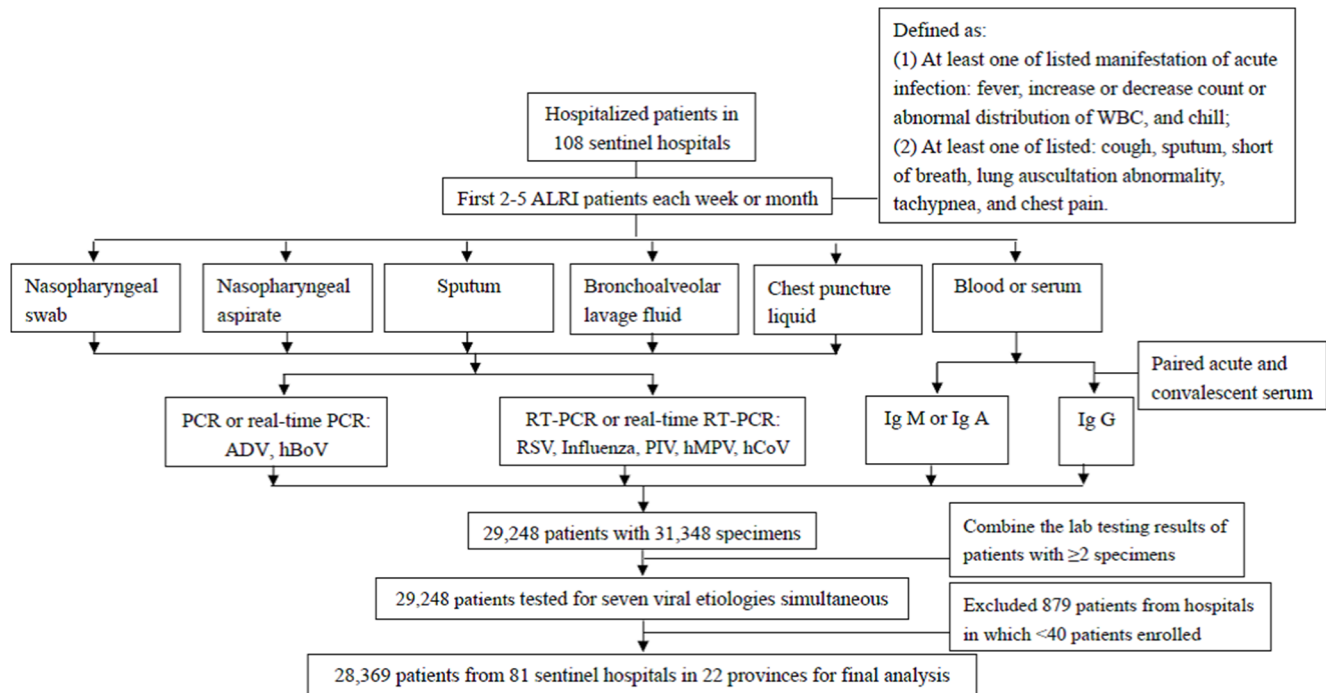 Defined as:
(1) At least one of listed manifestation of acute
infection: fever, increase or decrease count or
abnormal distribution of WBC, and chill;
(2) At least one of listed: cough, sputum, short
of breath, lung auscultation abnormality,
tachypnea, and chest pain.
Hospitalized patients in
108 sentinel hospitals
First 2-5 ALRI patients each week or month
Nasopharyngeal
swab
Nasopharyngeal
aspirate
Sputum
Bronchoalveolar
lavage fluid
Chest puncture
liquid
Blood or serum
Paired acute and
convalescent serum
PCR or real-time PCR:
ADV, hBoV
RT-PCR or real-time RT-PCR:
RSV, Influenza, PIV, hMPV, hCoV
Ig M or Ig A
Ig G
29,248 patients with 31,348 specimens
Combine the lab testing results of
patients with ≥2 specimens
29,248 patients tested for seven viral etiologies simultaneous
Excluded 879 patients from hospitals
in which <40 patients enrolled
28,369 patients from 81 sentinel hospitals in 22 provinces for final analysis